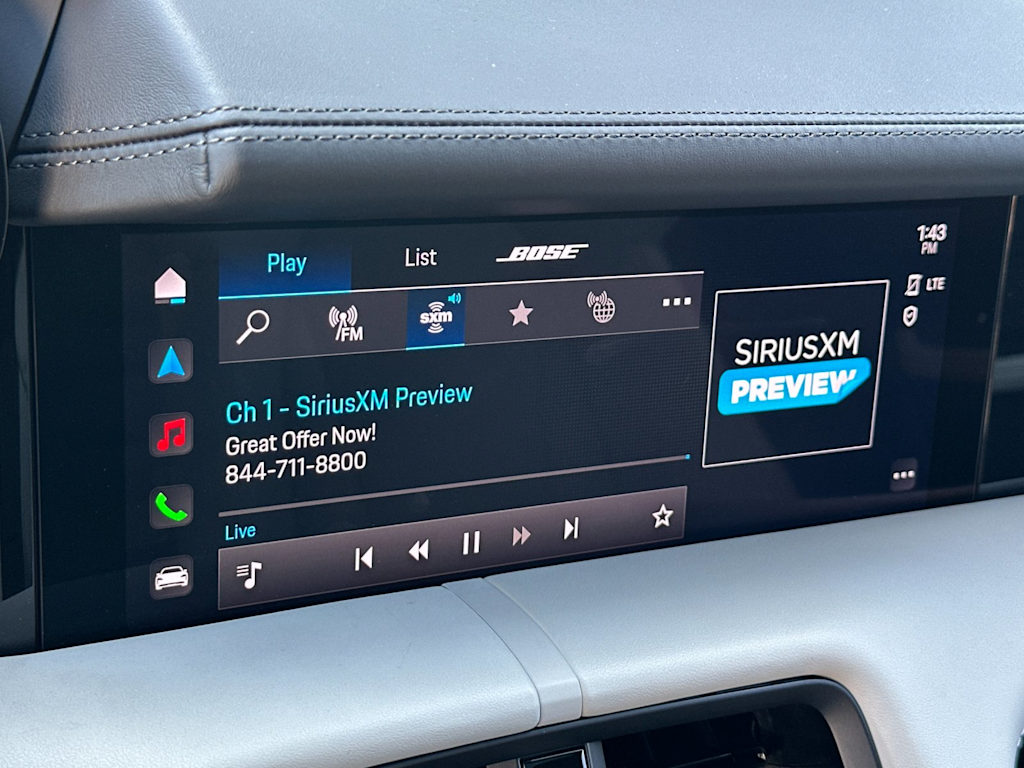 Play
List
BOSE
1:43
PM
FM
sxm
LTE
SIRIUSXM
PREVIEW
Ch 1 - SiriusXM Preview
Great Offer Now!
844-711-8800
Live